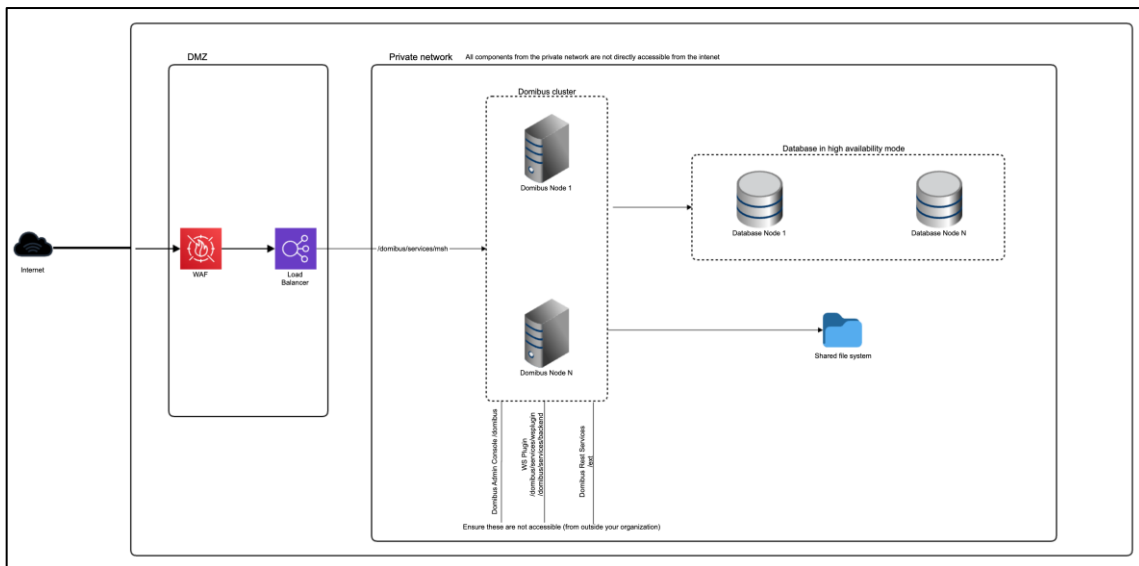 DMZ
Private network
All components from the private network are not directly accessible from the internet
Domibus cluster
Domibus Node 1
Database in high availability mode
Database Node 1
Database Node N
Internet
WAF
Load
Balancer
/domibus/services/msh
Domibus Node N
Shared file system
Domibus Admin Console /domibus
WS Plugin
/domibus/services/wsplugin
/domibus/services/backend
Domibus Rest Services
/ext
Ensure these are not accessible (from outside your organization)